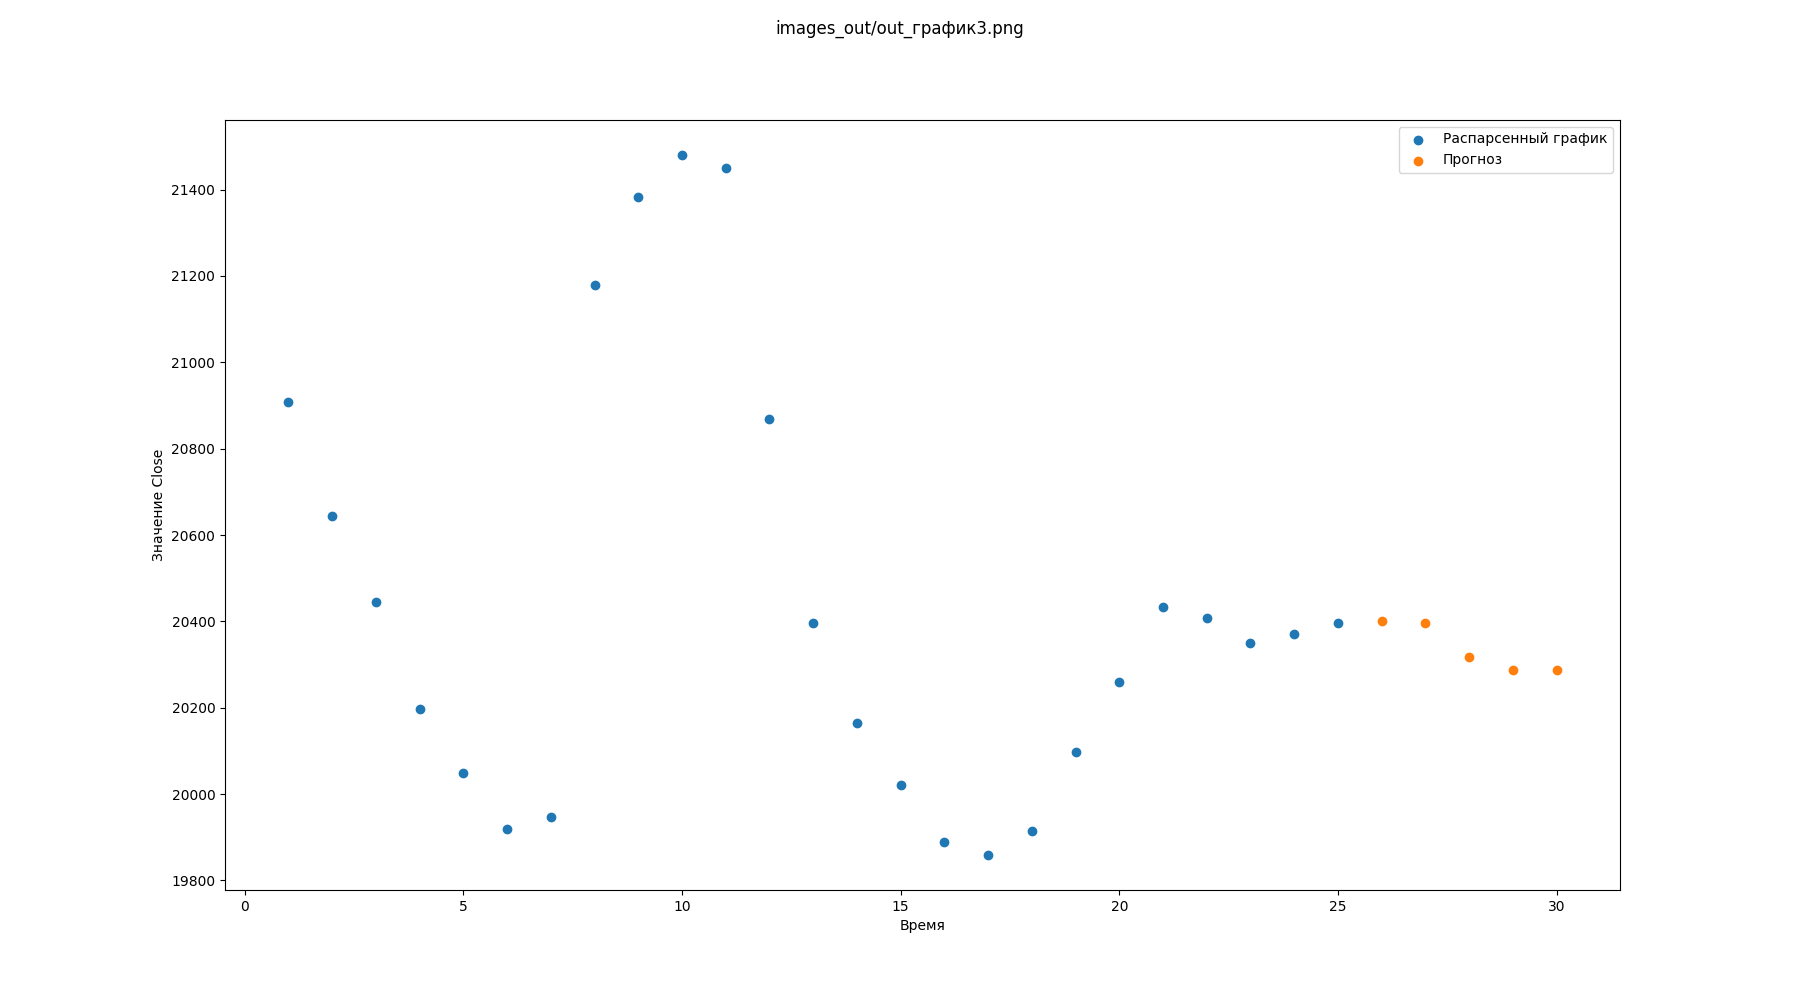 images_out/out_график3.png
Распарсенный график
Прогноз
21400
21200
21000
20800
20600
20400
20200
20000
19800
Значение Close
0 5 10 15 20 25 30
Время